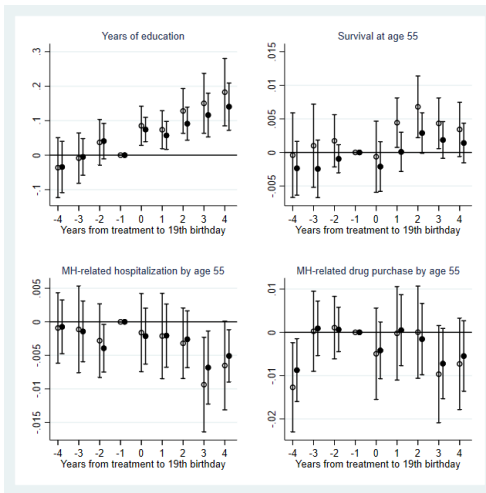 Years of education
.3
.2
.1
0
-.1
-4 -3 -2 -1 0 1 2 3 4
Years from treatment to 19th birthday
Survival at age 55
.015
.01
.005
0
-.005
-4 -3 -2 -1 0 1 2 3 4
Years from treatment to 19th birthday
MH-related hospitalization by age 55
.005
0
-.005
-.01
-.015
-4 -3 -2 -1 0 1 2 3 4
Years from treatment to 19th birthday
MH-related drug purchase by age 55
.01
0
-.01
-.02
-4 -3 -2 -1 0 1 2 3 4
Years from treatment to 19th birthday